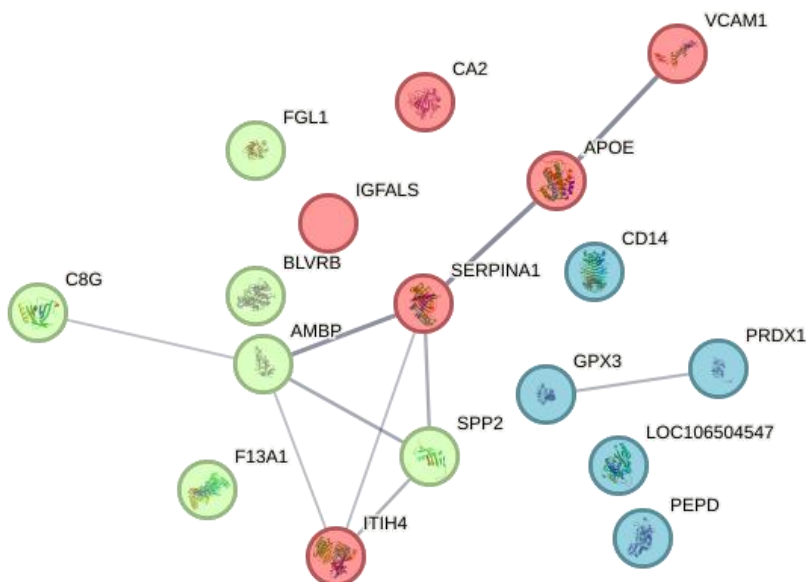 VCAM1
CA2
FGL1
APOE
IGFALS
CD14
BLVRB
SERPINA1
C8G
AMBP
PRDX1
GPX3
SPP2
LOC106504547
F13A1
PEPD
ITIH4